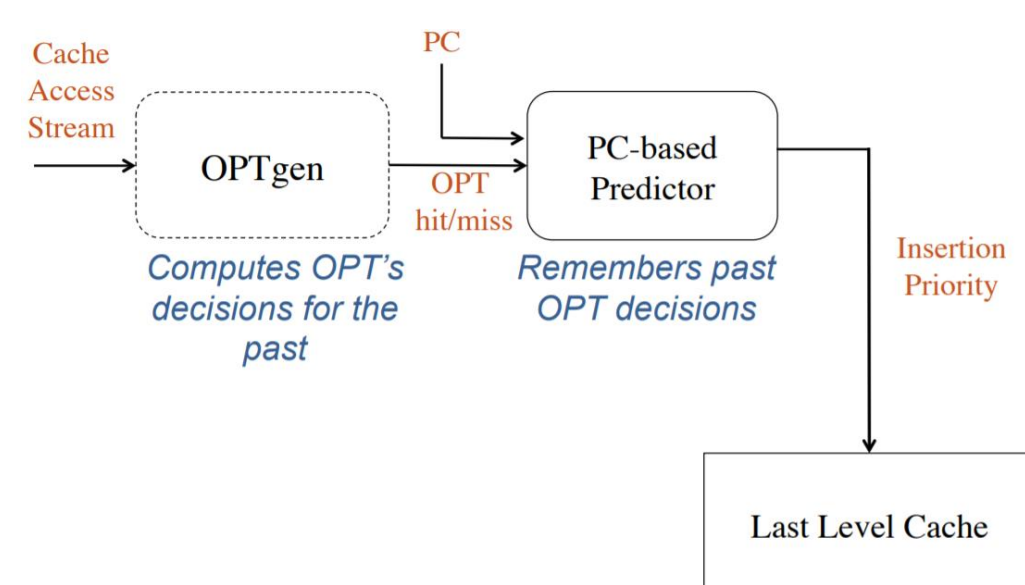 Cache
Access
Stream
OPTgen
Computes OPT's
decisions for the
past
PC
OPT
hit/miss
PC-based
Predictor
Remembers past
OPT decisions
Insertion
Priority
Last Level Cache